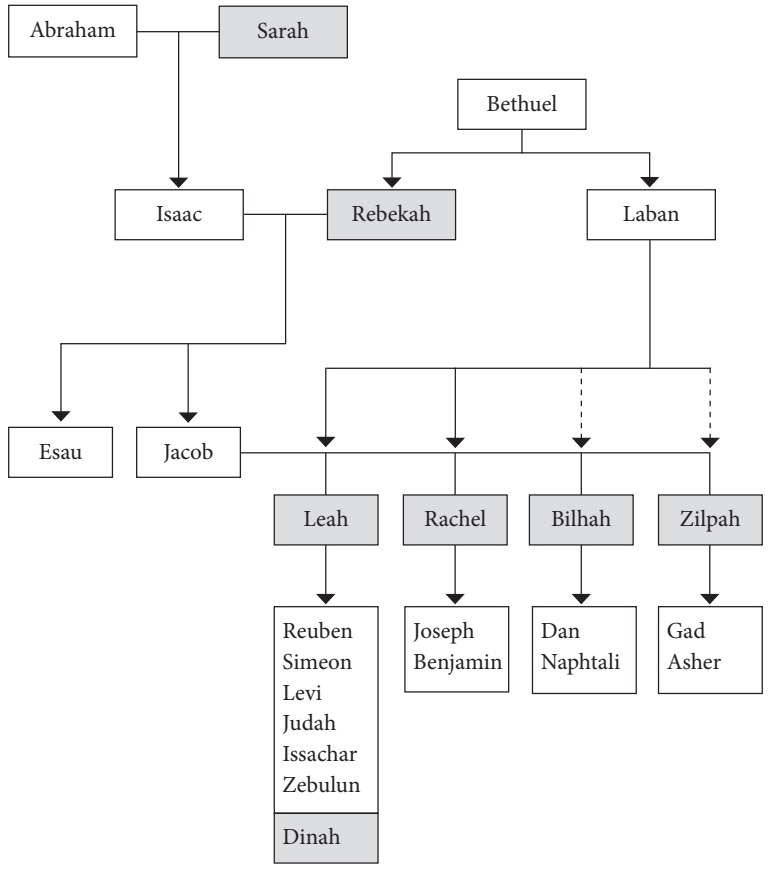 Abraham
Sarah
Bethuel
Isaac
Rebekah
Laban
Esau
Jacob
Leah
Rachel
Bilhah
Zilpah
Reuben
Simeon
Levi
Judah
Issachar
Zebulun
Dinah
Joseph
Benjamin
Dan
Naphtali
Gad
Asher